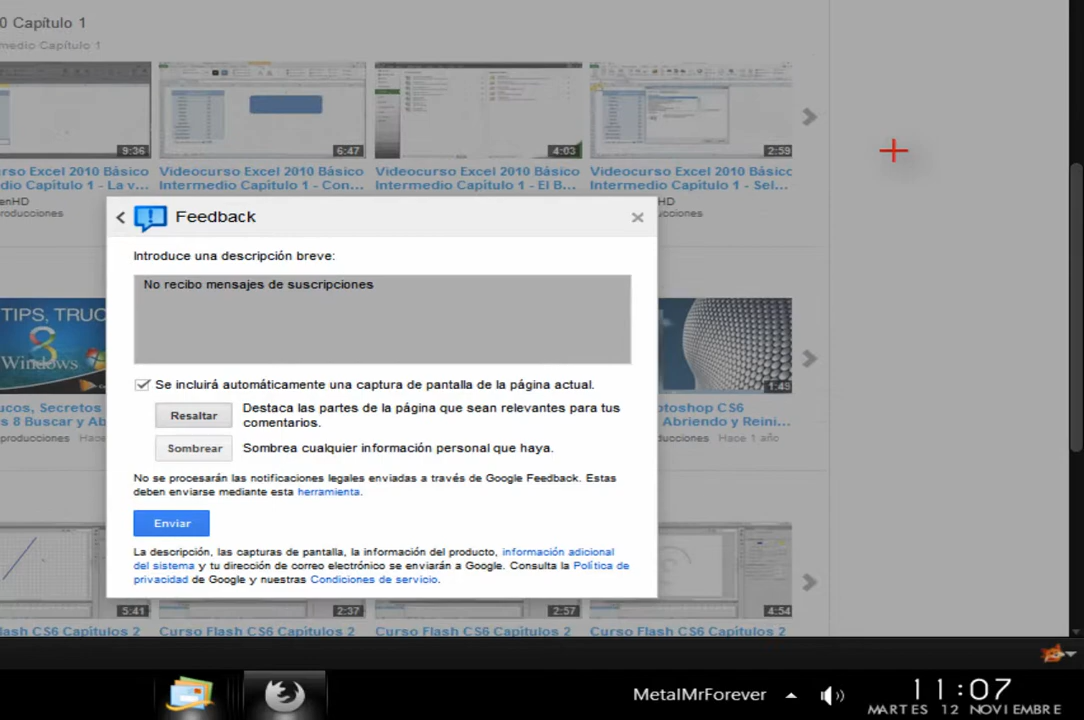 0 Capítulo 1
medio Capítulo 1
9:36
6:47
4:03
2:59
rso Excel 2010 Básico
edio Capítulo 1 - La v...
Videocurso Excel 2010 Básico
Intermedio Capítulo 1 - Con...
Videocurso Excel 2010 Básico
Intermedio Capítulo 1 - El B...
Videocurso Excel 2010 Básico
Intermedio Capítulo 1 - Sel...
enHD
roducciones
HD
ucciones
Feedback
Introduce una descripción breve:
No recibo mensajes de suscripciones
Se incluirá automáticamente una captura de pantalla de la página actual.
Resaltar
Destaca las partes de la página que sean relevantes para tus
comentarios.
Sombrear
Sombrea cualquier información personal que haya.
No se procesarán las notificaciones legales enviadas a través de Google Feedback. Estas
deben enviarse mediante esta herramienta.
Enviar
La descripción, las capturas de pantalla, la información del producto, información adicional
del sistema y tu dirección de correo electrónico se enviarán a Google. Consulta la Política de
privacidad de Google y nuestras Condiciones de servicio.
TIPS, TRUC
8
Windows
1:49
ucos, Secretos
s 8 Buscar y Ab
roducciones Hace
otoshop CS6
Abriendo y Reini...
ducciones Hace 1 año
5:41
2:37
2:57
4:54
lash CS6 Capítulos 2
Curso Flash CS6 Capítulos 2
Curso Flash CS6 Capítulos 2
Curso Flash CS6 Capítulos 2
MetalMrForever
11:07
MARTES 12 NOVIEMBRE